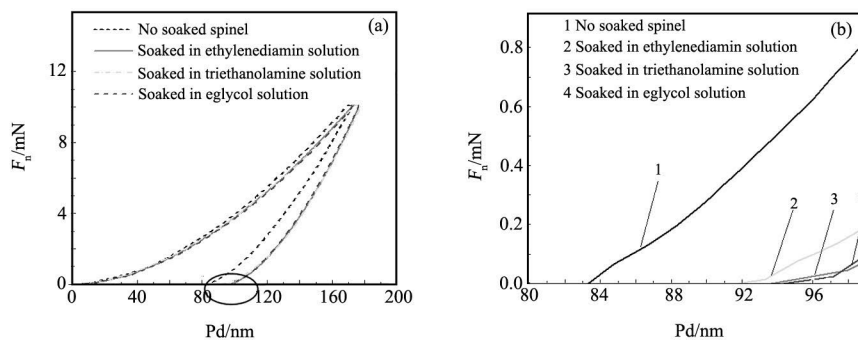 (a)
No soaked spinel
Soaked in ethylenediamin solution
Soaked in triethanolamine solution
Soaked in eglycol solution
12
8
4
0
Fn/mN
0 40 80 114 160 200
Pd/nm
(b)
1 No soaked spinel
2 Soaked in ethylenediamin solution
3 Soaked in triethanolamine solution
4 Soaked in eglycol solution
0.8
0.6
0.4
0.2
0.0
Fn/mN
1
2
3
80 84 88 92 96
Pd/nm